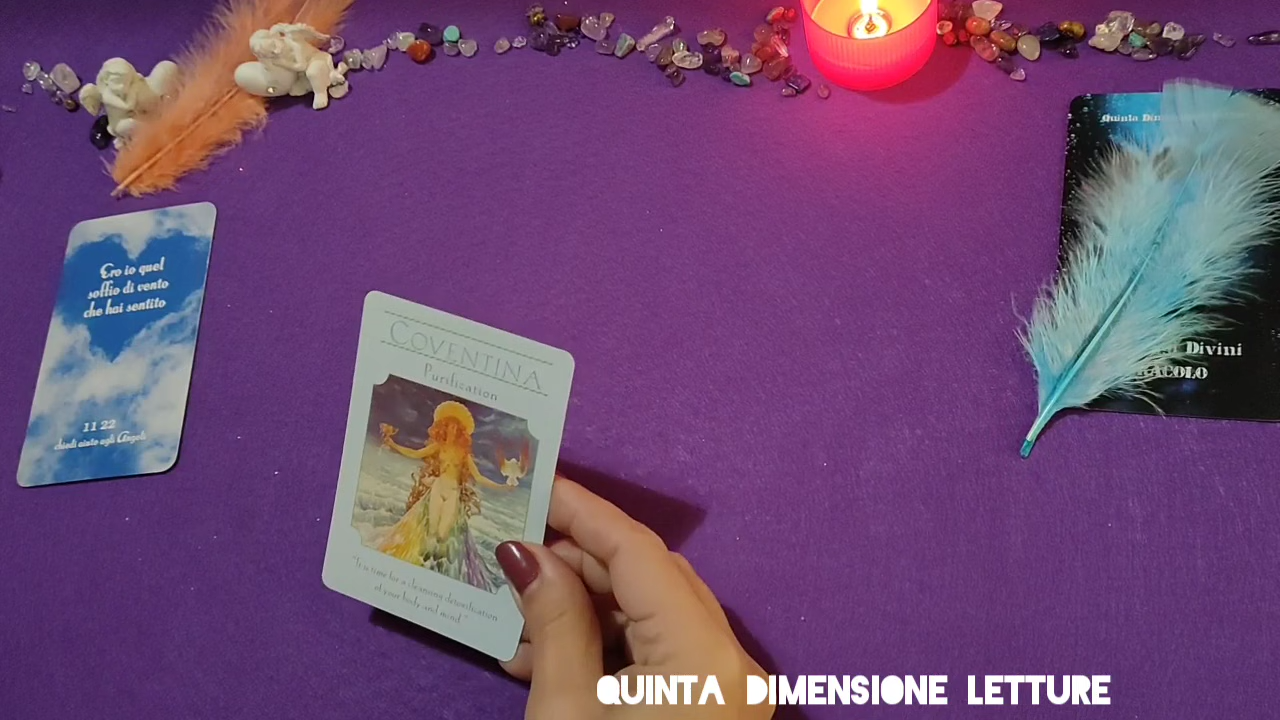 Ero io quel
soffio di vento
che hai sentito
11 22
chiedi aiuto agli Angeli
COVENTINA
Purification
"It is time for a cleansing detoxification
of your body and mind."
Quinta
Divini
QUINTA DIMENSIONE LETTURE